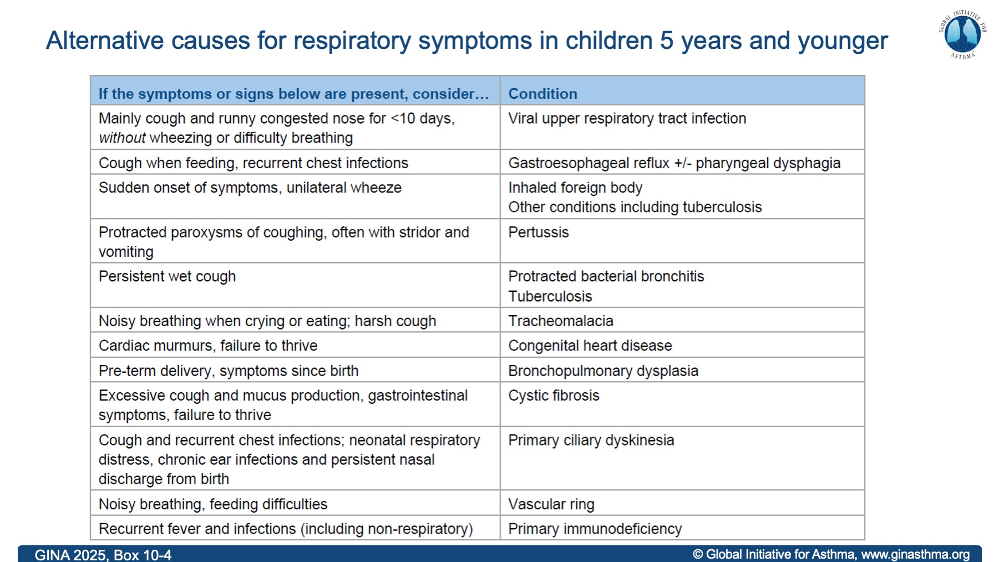 Alternative causes for respiratory symptoms in children 5 years and younger
GLOBAL INITIATIVE FOR
ASTHMA
If the symptoms or signs below are present, consider…
Condition
Mainly cough and runny congested nose for <10 days,
without wheezing or difficulty breathing
Viral upper respiratory tract infection
Cough when feeding, recurrent chest infections
Gastroesophageal reflux +/- pharyngeal dysphagia
Sudden onset of symptoms, unilateral wheeze
Inhaled foreign body
Other conditions including tuberculosis
Protracted paroxysms of coughing, often with stridor and
vomiting
Pertussis
Persistent wet cough
Protracted bacterial bronchitis
Tuberculosis
Noisy breathing when crying or eating; harsh cough
Tracheomalacia
Cardiac murmurs, failure to thrive
Congenital heart disease
Pre-term delivery, symptoms since birth
Bronchopulmonary dysplasia
Excessive cough and mucus production, gastrointestinal
symptoms, failure to thrive
Cystic fibrosis
Cough and recurrent chest infections; neonatal respiratory
distress, chronic ear infections and persistent nasal
discharge from birth
Primary ciliary dyskinesia
Noisy breathing, feeding difficulties
Vascular ring
Recurrent fever and infections (including non-respiratory)
Primary immunodeficiency
GINA 2025, Box 10-4
© Global Initiative for Asthma, www.ginasthma.org